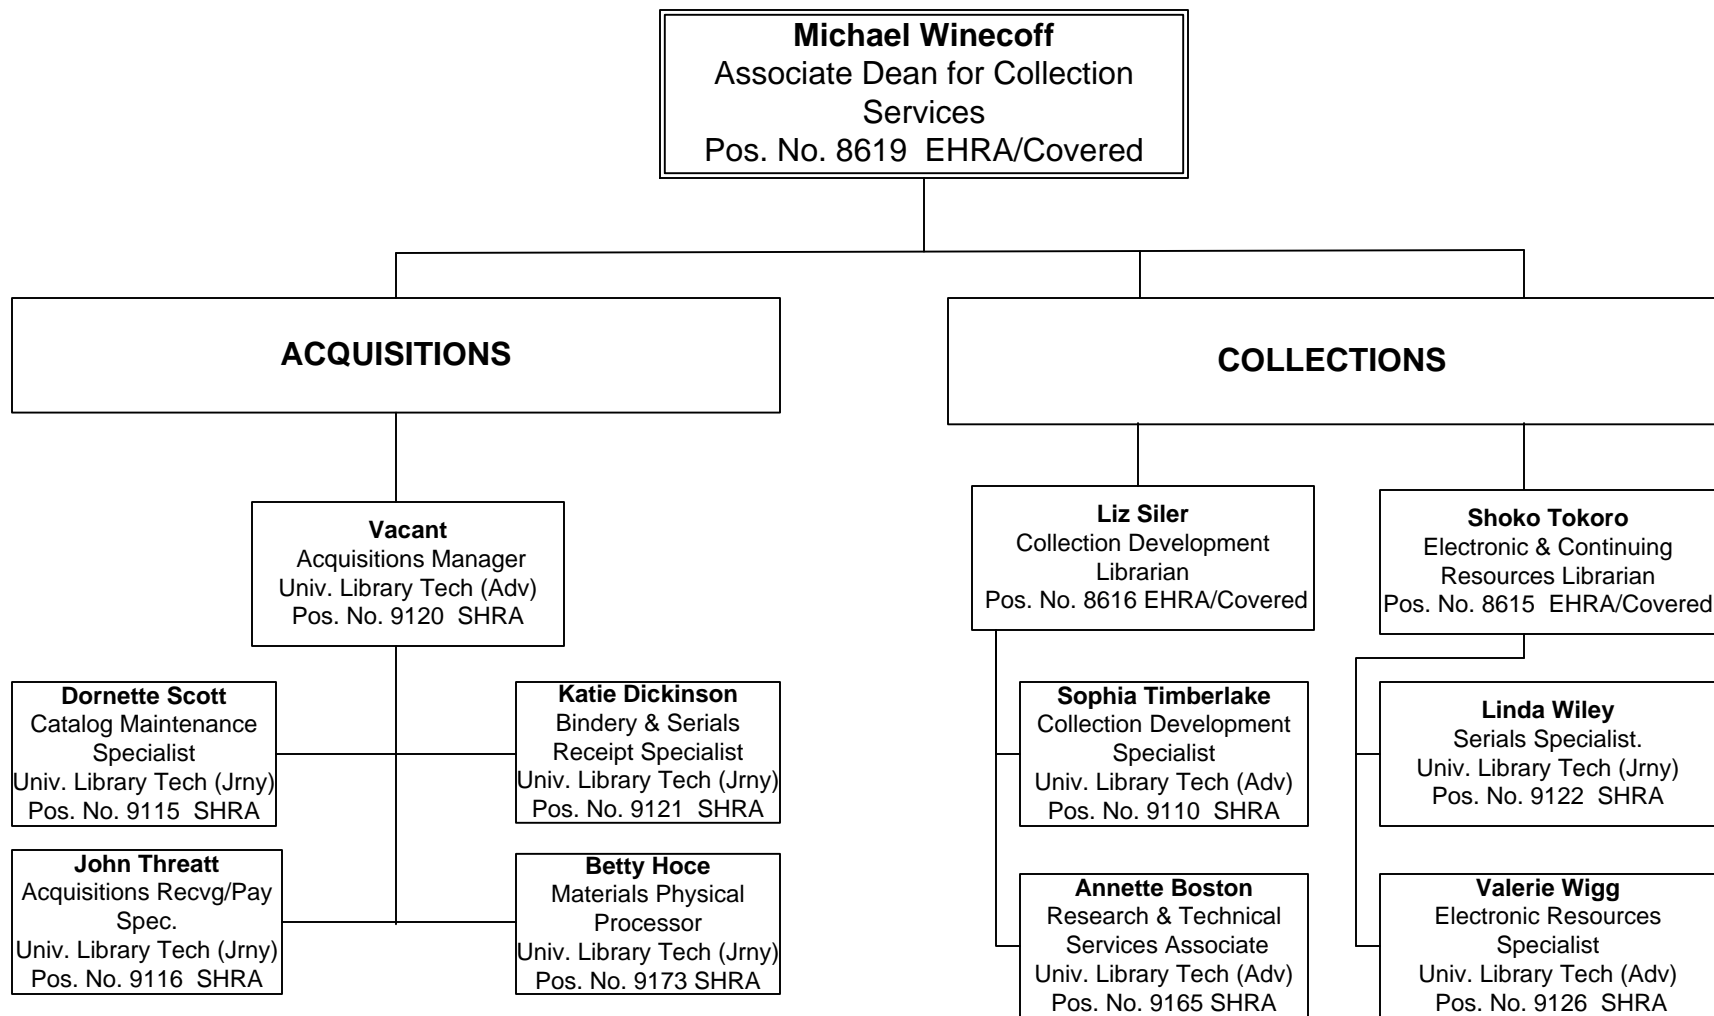 Michael Winecoff
Associate Dean for Collection
Services
Pos. No. 8619  EHRA/Covered
ACQUISITIONS
COLLECTIONS
Vacant
Acquisitions Manager
Univ. Library Tech (Adv)
Pos. No. 9120  SHRA
Liz Siler
Collection Development
Librarian
Pos. No. 8616 EHRA/Covered
Shoko Tokoro
Electronic & Continuing
Resources Librarian
Pos. No. 8615  EHRA/Covered
Dornette Scott
Catalog Maintenance
Specialist
Univ. Library Tech (Jrny)
Pos. No. 9115  SHRA
Katie Dickinson
Bindery & Serials
Receipt Specialist
Univ. Library Tech (Jrny)
Pos. No. 9121  SHRA
Sophia Timberlake
Collection Development
Specialist
Univ. Library Tech (Adv)
Pos. No. 9110  SHRA
Linda Wiley
Serials Specialist.
Univ. Library Tech (Jrny)
Pos. No. 9122  SHRA
John Threatt
Acquisitions Recvg/Pay
Spec.
Univ. Library Tech (Jrny)
Pos. No. 9116  SHRA
Betty Hoce
Materials Physical
Processor
Univ. Library Tech (Jrny)
Pos. No. 9173 SHRA
Annette Boston
Research & Technical
Services Associate
Univ. Library Tech (Adv)
Pos. No. 9165 SHRA
Valerie Wigg
Electronic Resources
Specialist
Univ. Library Tech (Adv)
Pos. No. 9126  SHRA